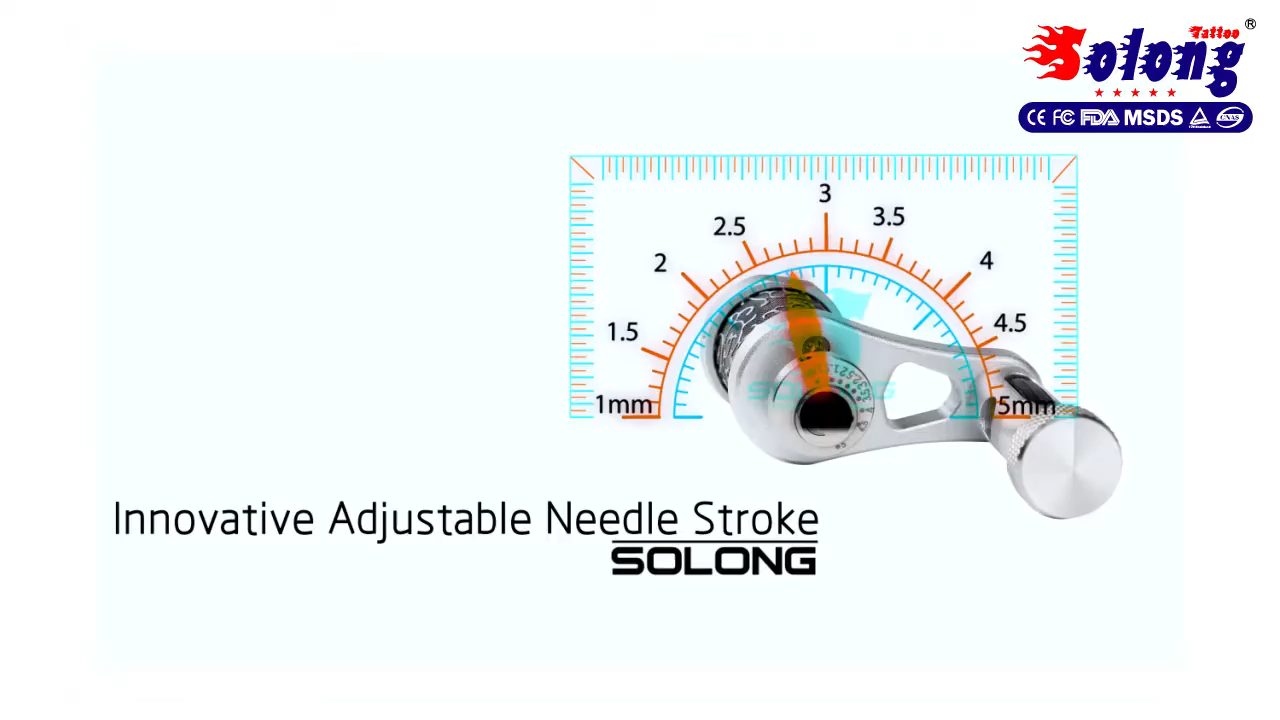 Tattoo
Solong®
CE FC FDA MSDS
3
2.5
3.5
2
4
1.5
4.5
1mm
5mm
SOLONG
Innovative Adjustable Needle Stroke
SOLONG